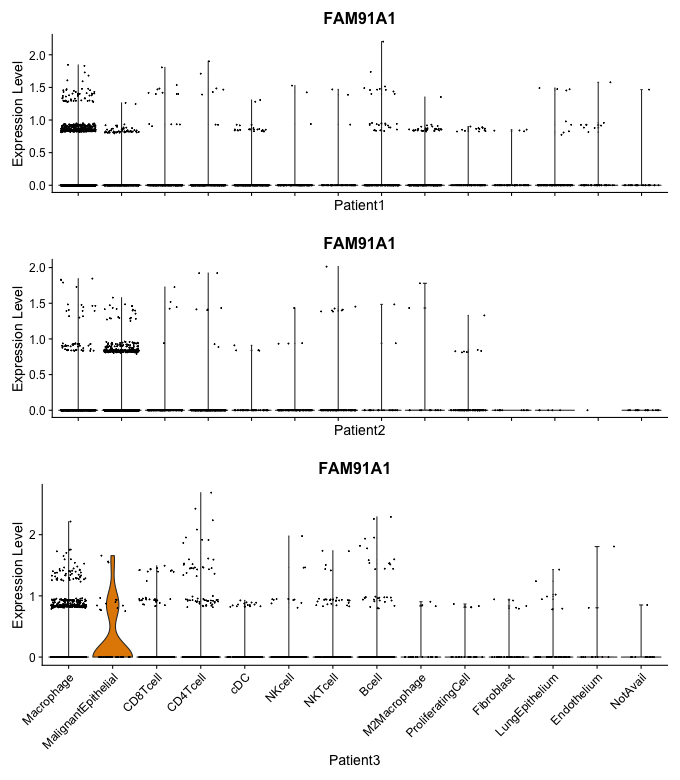 FAM91A1
Expression Level
2.0
1.5
1.0
0.5
0.0
Patient1
FAM91A1
Expression Level
2.0
1.5
1.0
0.5
0.0
Patient2
FAM91A1
Expression Level
2
1
0
Macrophage
MalignantEpithelial
CD8Tcell
CD4Tcell
cDC
NKcell
NKTcell
Bcell
M2Macrophage
ProliferatingCell
Fibroblast
LungEpithelium
Endothelium
NotAvail
Patient3